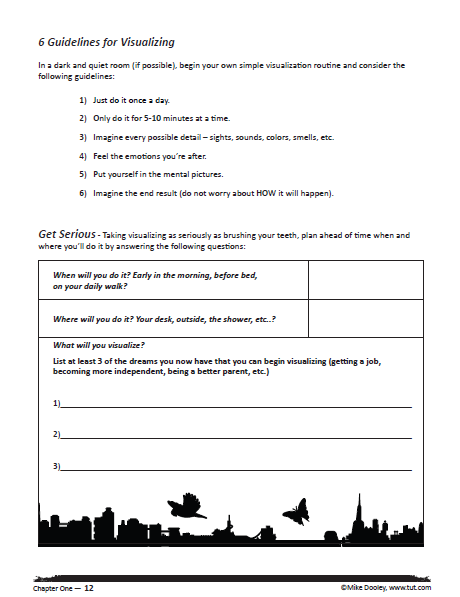 6 Guidelines for Visualizing
In a dark and quiet room (if possible), begin your own simple visualization routine and consider the
following guidelines:
1) Just do it once a day.
2) Only do it for 5-10 minutes at a time.
3) Imagine every possible detail – sights, sounds, colors, smells, etc.
4) Feel the emotions you're after.
5) Put yourself in the mental pictures.
6) Imagine the end result (do not worry about HOW it will happen).
Get Serious - Taking visualizing as seriously as brushing your teeth, plan ahead of time when and
where you'll do it by answering the following questions:
When will you do it? Early in the morning, before bed,
on your daily walk?
Where will you do it? Your desk, outside, the shower, etc..?
What will you visualize?
List at least 3 of the dreams you now have that you can begin visualizing (getting a job,
becoming more independent, being a better parent, etc.)
1)
2)
3)
Chapter One — 12
©Mike Dooley, www.tut.com